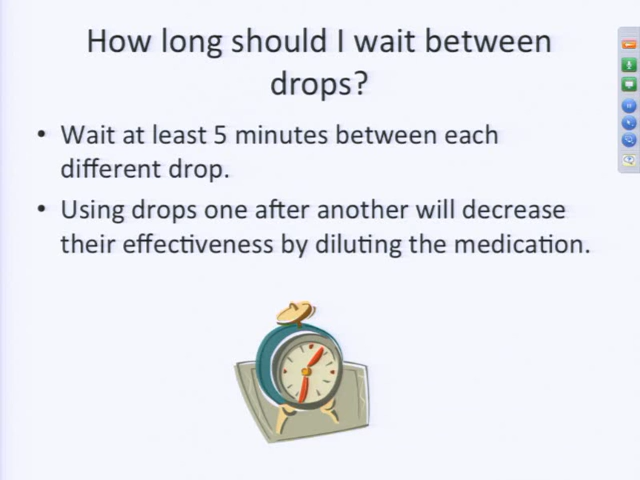 How long should I wait between
drops?
• Wait at least 5 minutes between each
different drop.
• Using drops one after another will decrease
their effectiveness by diluting the medication.